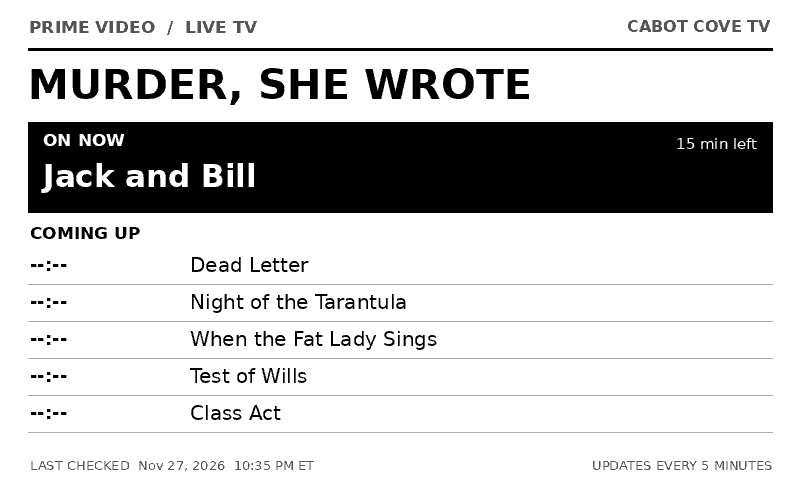 PRIME VIDEO / LIVE TV
CABOT COVE TV
MURDER, SHE WROTE
ON NOW
15 min left
Jack and Bill
COMING UP
--:-- Dead Letter
--:-- Night of the Tarantula
--:-- When the Fat Lady Sings
--:-- Test of Wills
--:-- Class Act
LAST CHECKED Nov 27, 2026 10:35 PM ET
UPDATES EVERY 5 MINUTES